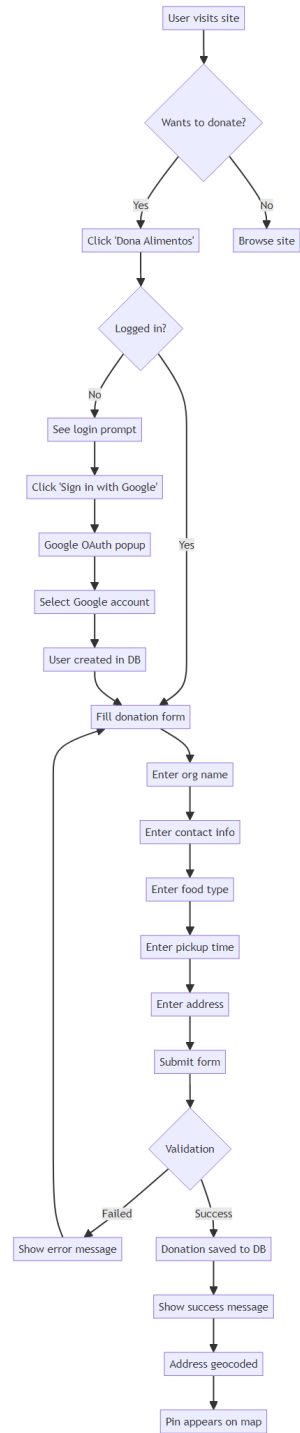 User visits site
Wants to donate?
Yes
No
Click 'Dona Alimentos'
Browse site
Logged in?
No
See login prompt
Click 'Sign in with Google'
Google OAuth popup
Yes
Select Google account
User created in DB
Fill donation form
Enter org name
Enter contact info
Enter food type
Enter pickup time
Enter address
Submit form
Validation
Failed
Success
Show error message
Donation saved to DB
Show success message
Address geocoded
Pin appears on map